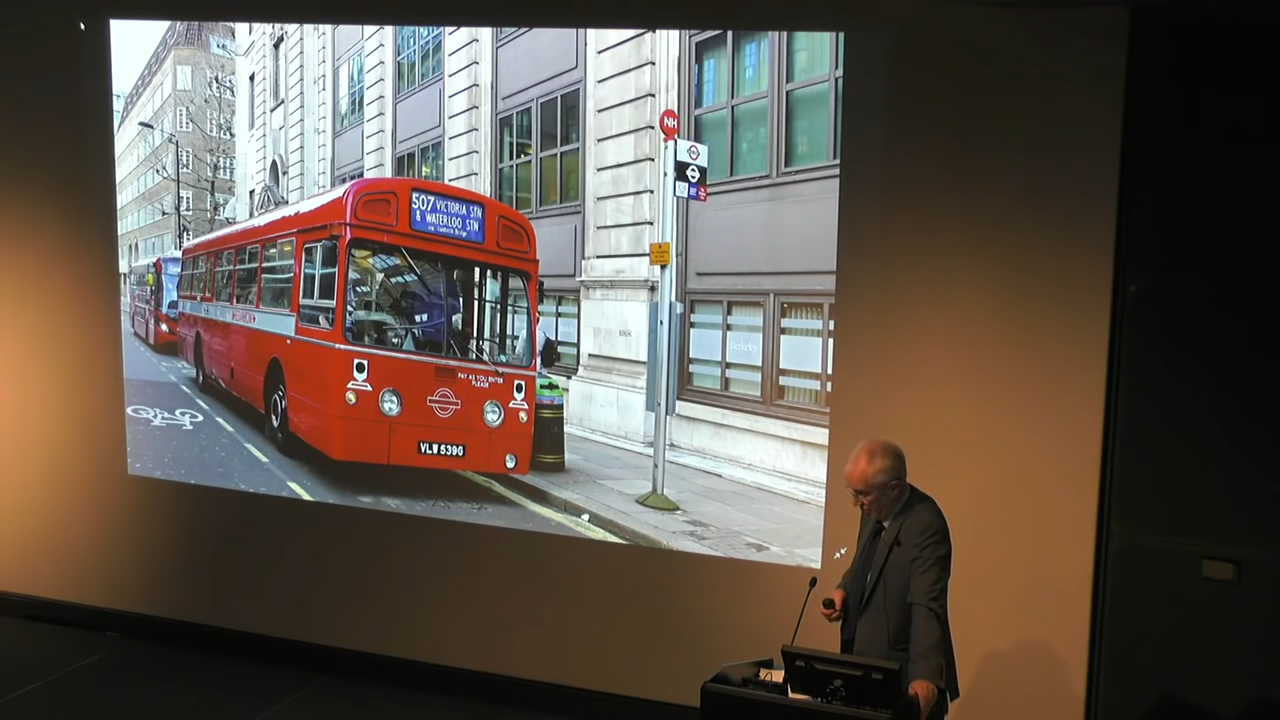 507 VICTORIA STN
& WATERLOO STN
via Lambeth Bridge
NH
PAY AS YOU ENTER
PLEASE
VLW 539G
Berkeley